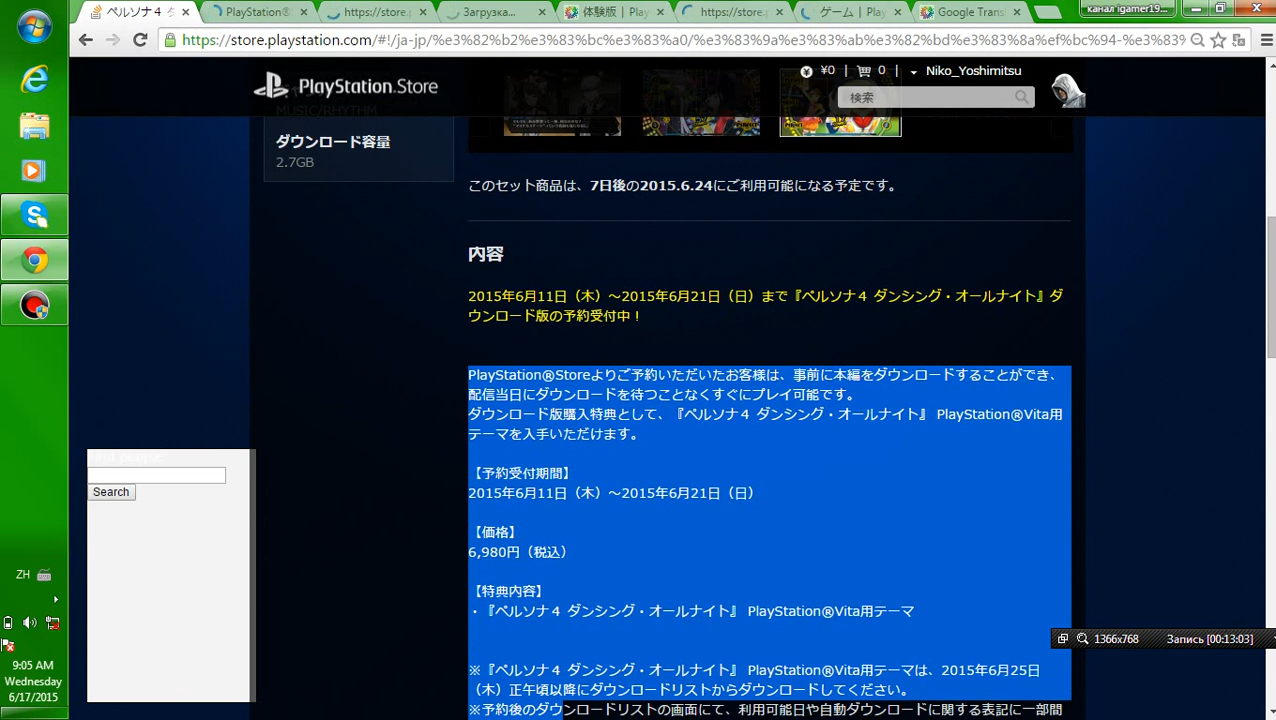 ペルソナ４ ダ
PlayStation®
https://store.p
Загрузка...
体験版 | Play
https://store.p
ゲーム | Play
Google Trans
канал igamer19...
https://store.playstation.com/#!/ja-jp/%e3%82%b2%e3%83%bc%e3%83%a0/%e3%83%9a%e3%83%ab%e3%82%bd%e3%83%8a%ef%bc%94-%e3%83%
PlayStation.Store
¥0 | 0 | Niko_Yoshimitsu
検索
MUSIC/RHYTHM
ダウンロード容量
2.7GB
このセット商品は、7日後の2015.6.24にご利用可能になる予定です。
内容
2015年6月11日（木）～2015年6月21日（日）まで『ペルソナ４ ダンシング・オールナイト』ダ
ウンロード版の予約受付中！
PlayStation®Storeよりご予約いただいたお客様は、事前に本編をダウンロードすることができ、
配信当日にダウンロードを待つことなくすぐにプレイ可能です。
ダウンロード版購入特典として、『ペルソナ４ ダンシング・オールナイト』 PlayStation®Vita用
テーマを入手いただけます。
【予約受付期間】
2015年6月11日（木）～2015年6月21日（日）
【価格】
6,980円（税込）
【特典内容】
・『ペルソナ４ ダンシング・オールナイト』 PlayStation®Vita用テーマ
※『ペルソナ４ ダンシング・オールナイト』 PlayStation®Vita用テーマは、2015年6月25日
（木）正午頃以降にダウンロードリストからダウンロードしてください。
※予約後のダウンロードリストの画面にて、利用可能日や自動ダウンロードに関する表記に一部間
Search
ZH
9:05 AM
Wednesday
6/17/2015
1366x768
Запись [00:13:03]